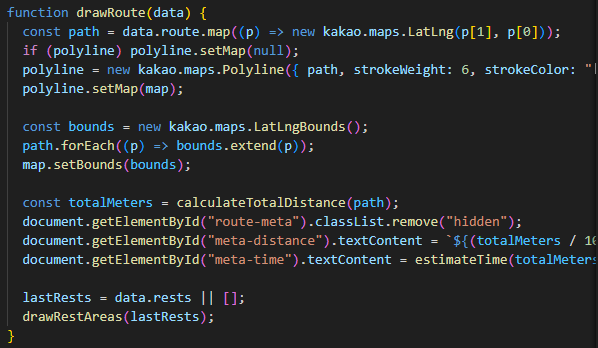 function drawRoute(data) {
  const path = data.route.map((p) => new kakao.maps.LatLng(p[1], p[0]));
  if (polyline) polyline.setMap(null);
  polyline = new kakao.maps.Polyline({ path, strokeWeight: 6, strokeColor: "
  polyline.setMap(map);

  const bounds = new kakao.maps.LatLngBounds();
  path.forEach((p) => bounds.extend(p));
  map.setBounds(bounds);

  const totalMeters = calculateTotalDistance(path);
  document.getElementById("route-meta").classList.remove("hidden");
  document.getElementById("meta-distance").textContent = `${(totalMeters / 10
  document.getElementById("meta-time").textContent = estimateTime(totalMeters

  lastRests = data.rests || [];
  drawRestAreas(lastRests);
}